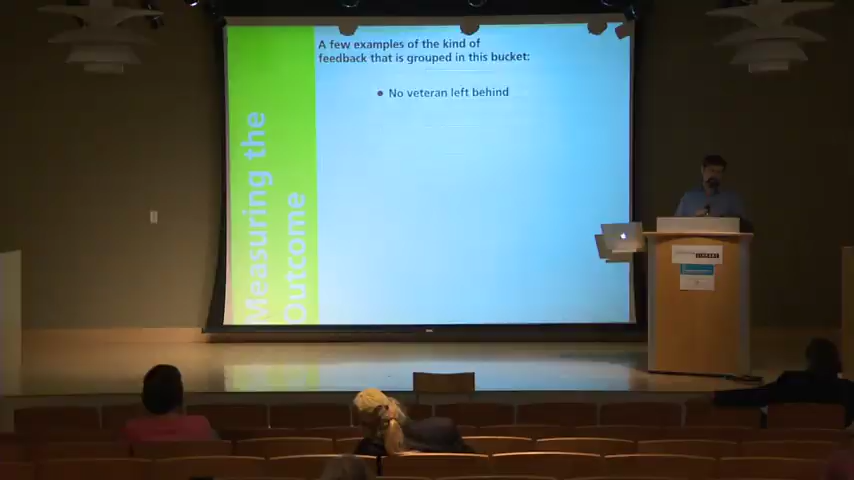 A few examples of the kind of
feedback that is grouped in this bucket:
• No veteran left behind
Measuring the
Outcome
LIBRARY